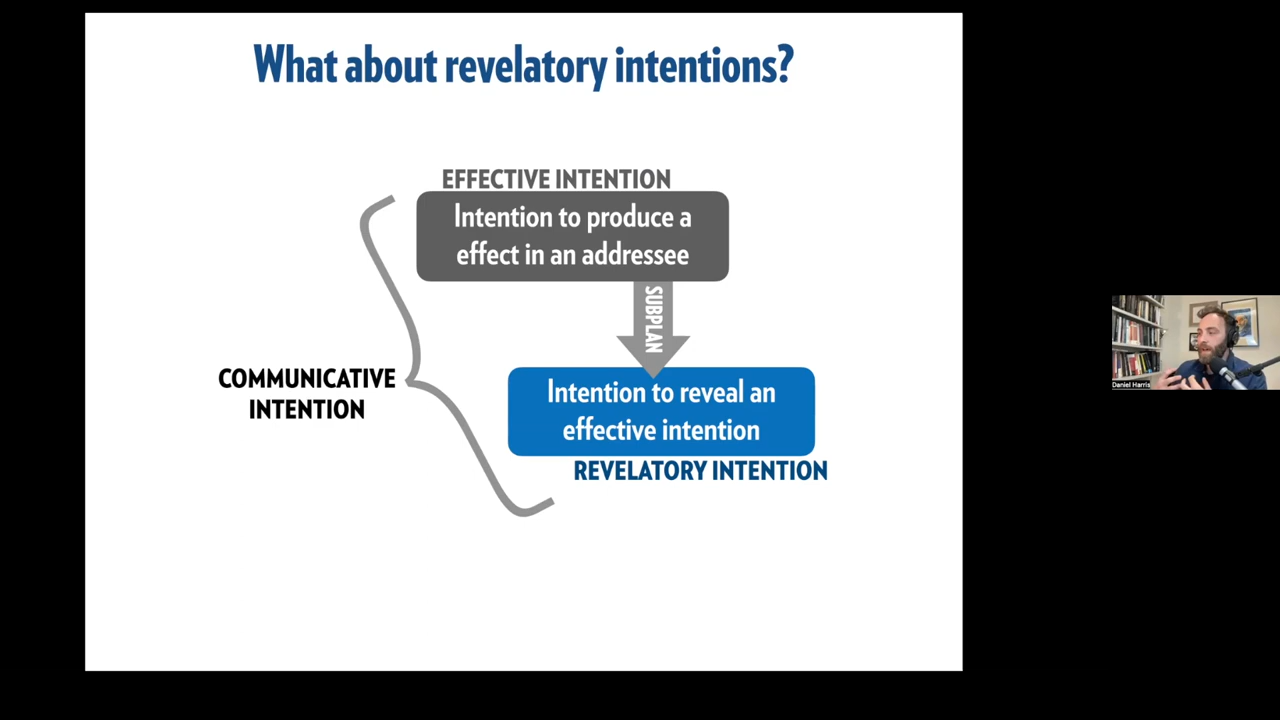 What about revelatory intentions?
EFFECTIVE INTENTION
Intention to produce a
effect in an addressee
SUBPLAN
COMMUNICATIVE
INTENTION
Intention to reveal an
effective intention
REVELATORY INTENTION
Daniel Harris